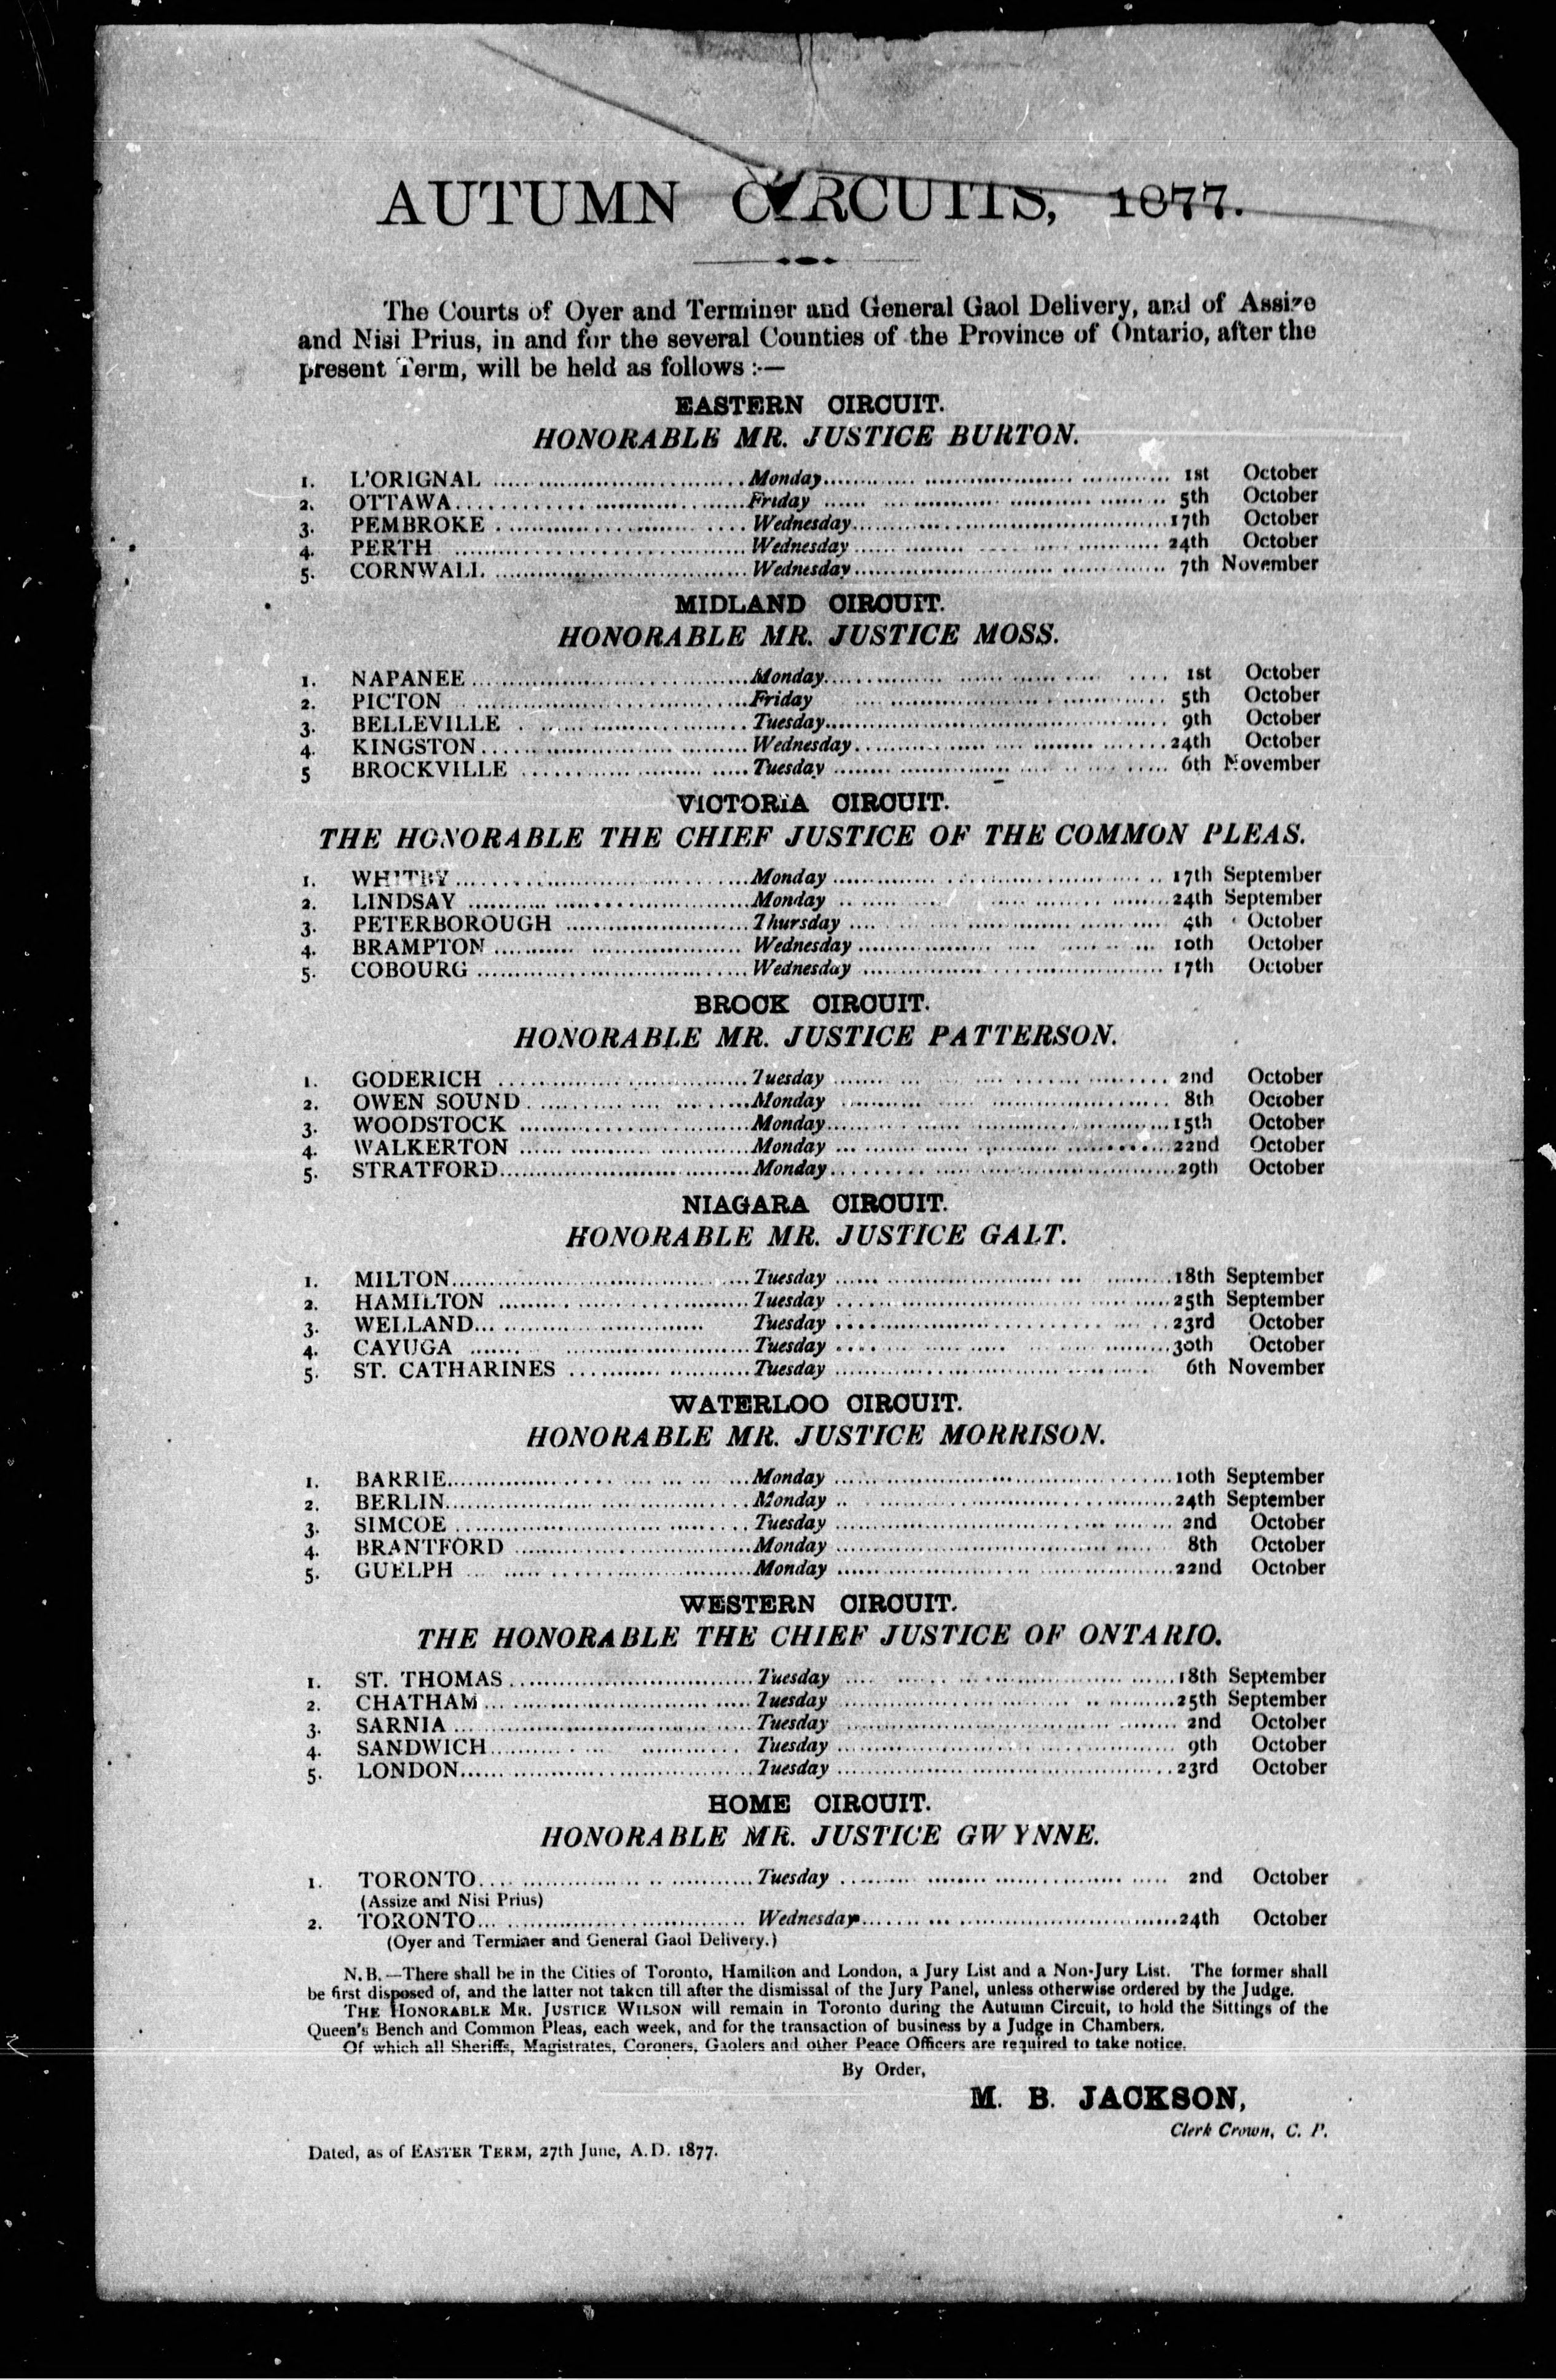 AUTUMN CIRCUITS, 1877.
The Courts of Oyer and Terminer and General Gaol Delivery, and of Assize
and Nisi Prius, in and for the several Counties of the Province of Ontario, after the
present Term, will be held as follows :—
EASTERN CIRCUIT.
HONORABLE MR. JUSTICE BURTON.
1. L'ORIGNAL ........ Monday ........ 1st October
2. OTTAWA ........ Friday ........ 5th October
3. PEMBROKE ........ Wednesday ........ 17th October
4. PERTH ........ Wednesday ........ 24th October
5. CORNWALL ........ Wednesday ........ 7th November
MIDLAND CIRCUIT.
HONORABLE MR. JUSTICE MOSS.
1. NAPANEE ........ Monday ........ 1st October
2. PICTON ........ Friday ........ 5th October
3. BELLEVILLE ........ Tuesday ........ 9th October
4. KINGSTON ........ Wednesday ........ 24th October
5 BROCKVILLE ........ Tuesday ........ 6th November
VICTORIA CIRCUIT.
THE HONORABLE THE CHIEF JUSTICE OF THE COMMON PLEAS.
1. WHITBY ........ Monday ........ 17th September
2. LINDSAY ........ Monday ........ 24th September
3. PETERBOROUGH ........ Thursday ........ 4th October
4. BRAMPTON ........ Wednesday ........ 10th October
5. COBOURG ........ Wednesday ........ 17th October
BROCK CIRCUIT.
HONORABLE MR. JUSTICE PATTERSON.
1. GODERICH ........ Tuesday ........ 2nd October
2. OWEN SOUND ........ Monday ........ 8th October
3. WOODSTOCK ........ Monday ........ 15th October
4. WALKERTON ........ Monday ........ 22nd October
5. STRATFORD ........ Monday ........ 29th October
NIAGARA CIRCUIT.
HONORABLE MR. JUSTICE GALT.
1. MILTON ........ Tuesday ........ 18th September
2. HAMILTON ........ Tuesday ........ 25th September
3. WELLAND ........ Tuesday ........ 23rd October
4. CAYUGA ........ Tuesday ........ 30th October
5. ST. CATHARINES ........ Tuesday ........ 6th November
WATERLOO CIRCUIT.
HONORABLE MR. JUSTICE MORRISON.
1. BARRIE ........ Monday ........ 10th September
2. BERLIN ........ Monday ........ 24th September
3. SIMCOE ........ Tuesday ........ 2nd October
4. BRANTFORD ........ Monday ........ 8th October
5. GUELPH ........ Monday ........ 22nd October
WESTERN CIRCUIT.
THE HONORABLE THE CHIEF JUSTICE OF ONTARIO.
1. ST. THOMAS ........ Tuesday ........ 18th September
2. CHATHAM ........ Tuesday ........ 25th September
3. SARNIA ........ Tuesday ........ 2nd October
4. SANDWICH ........ Tuesday ........ 9th October
5. LONDON ........ Tuesday ........ 23rd October
HOME CIRCUIT.
HONORABLE MR. JUSTICE GWYNNE.
1. TORONTO ........ Tuesday ........ 2nd October
(Assize and Nisi Prius)
2. TORONTO ........ Wednesday ........ 24th October
(Oyer and Terminer and General Gaol Delivery.)
N.B.—There shall be in the Cities of Toronto, Hamilton and London, a Jury List and a Non-Jury List. The former shall
be first disposed of, and the latter not taken till after the dismissal of the Jury Panel, unless otherwise ordered by the Judge.
THE HONORABLE MR. JUSTICE WILSON will remain in Toronto during the Autumn Circuit, to hold the Sittings of the
Queen's Bench and Common Pleas, each week, and for the transaction of business by a Judge in Chambers.
Of which all Sheriffs, Magistrates, Coroners, Gaolers and other Peace Officers are required to take notice.
By Order,
M. B. JACKSON,
Clerk Crown, C. P.
Dated, as of EASTER TERM, 27th June, A.D. 1877.